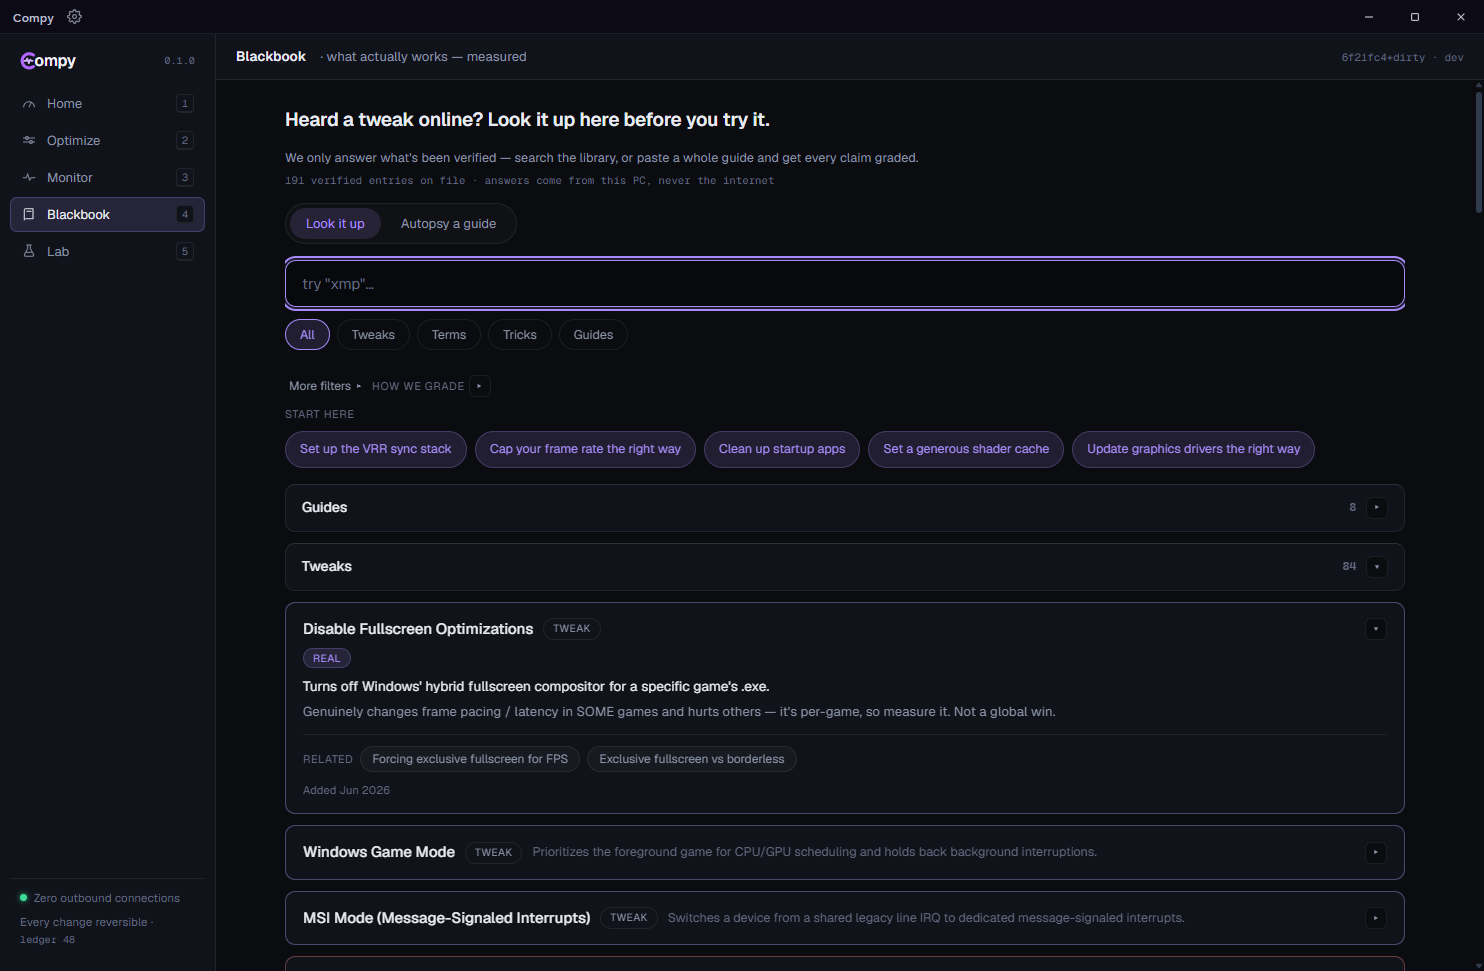 Compy
Compy 0.1.0
Home 1
Optimize 2
Monitor 3
Blackbook 4
Lab 5
Zero outbound connections
Every change reversible ·
ledger 48
Blackbook · what actually works — measured
6f21fc4+dirty · dev
Heard a tweak online? Look it up here before you try it.
We only answer what's been verified — search the library, or paste a whole guide and get every claim graded.
191 verified entries on file · answers come from this PC, never the internet
Look it up Autopsy a guide
try "xmp"…
All Tweaks Terms Tricks Guides
More filters HOW WE GRADE
START HERE
Set up the VRR sync stack Cap your frame rate the right way Clean up startup apps Set a generous shader cache Update graphics drivers the right way
Guides 8
Tweaks 84
Disable Fullscreen Optimizations TWEAK
REAL
Turns off Windows' hybrid fullscreen compositor for a specific game's .exe.
Genuinely changes frame pacing / latency in SOME games and hurts others — it's per-game, so measure it. Not a global win.
RELATED Forcing exclusive fullscreen for FPS Exclusive fullscreen vs borderless
Added Jun 2026
Windows Game Mode TWEAK Prioritizes the foreground game for CPU/GPU scheduling and holds back background interruptions.
MSI Mode (Message-Signaled Interrupts) TWEAK Switches a device from a shared legacy line IRQ to dedicated message-signaled interrupts.